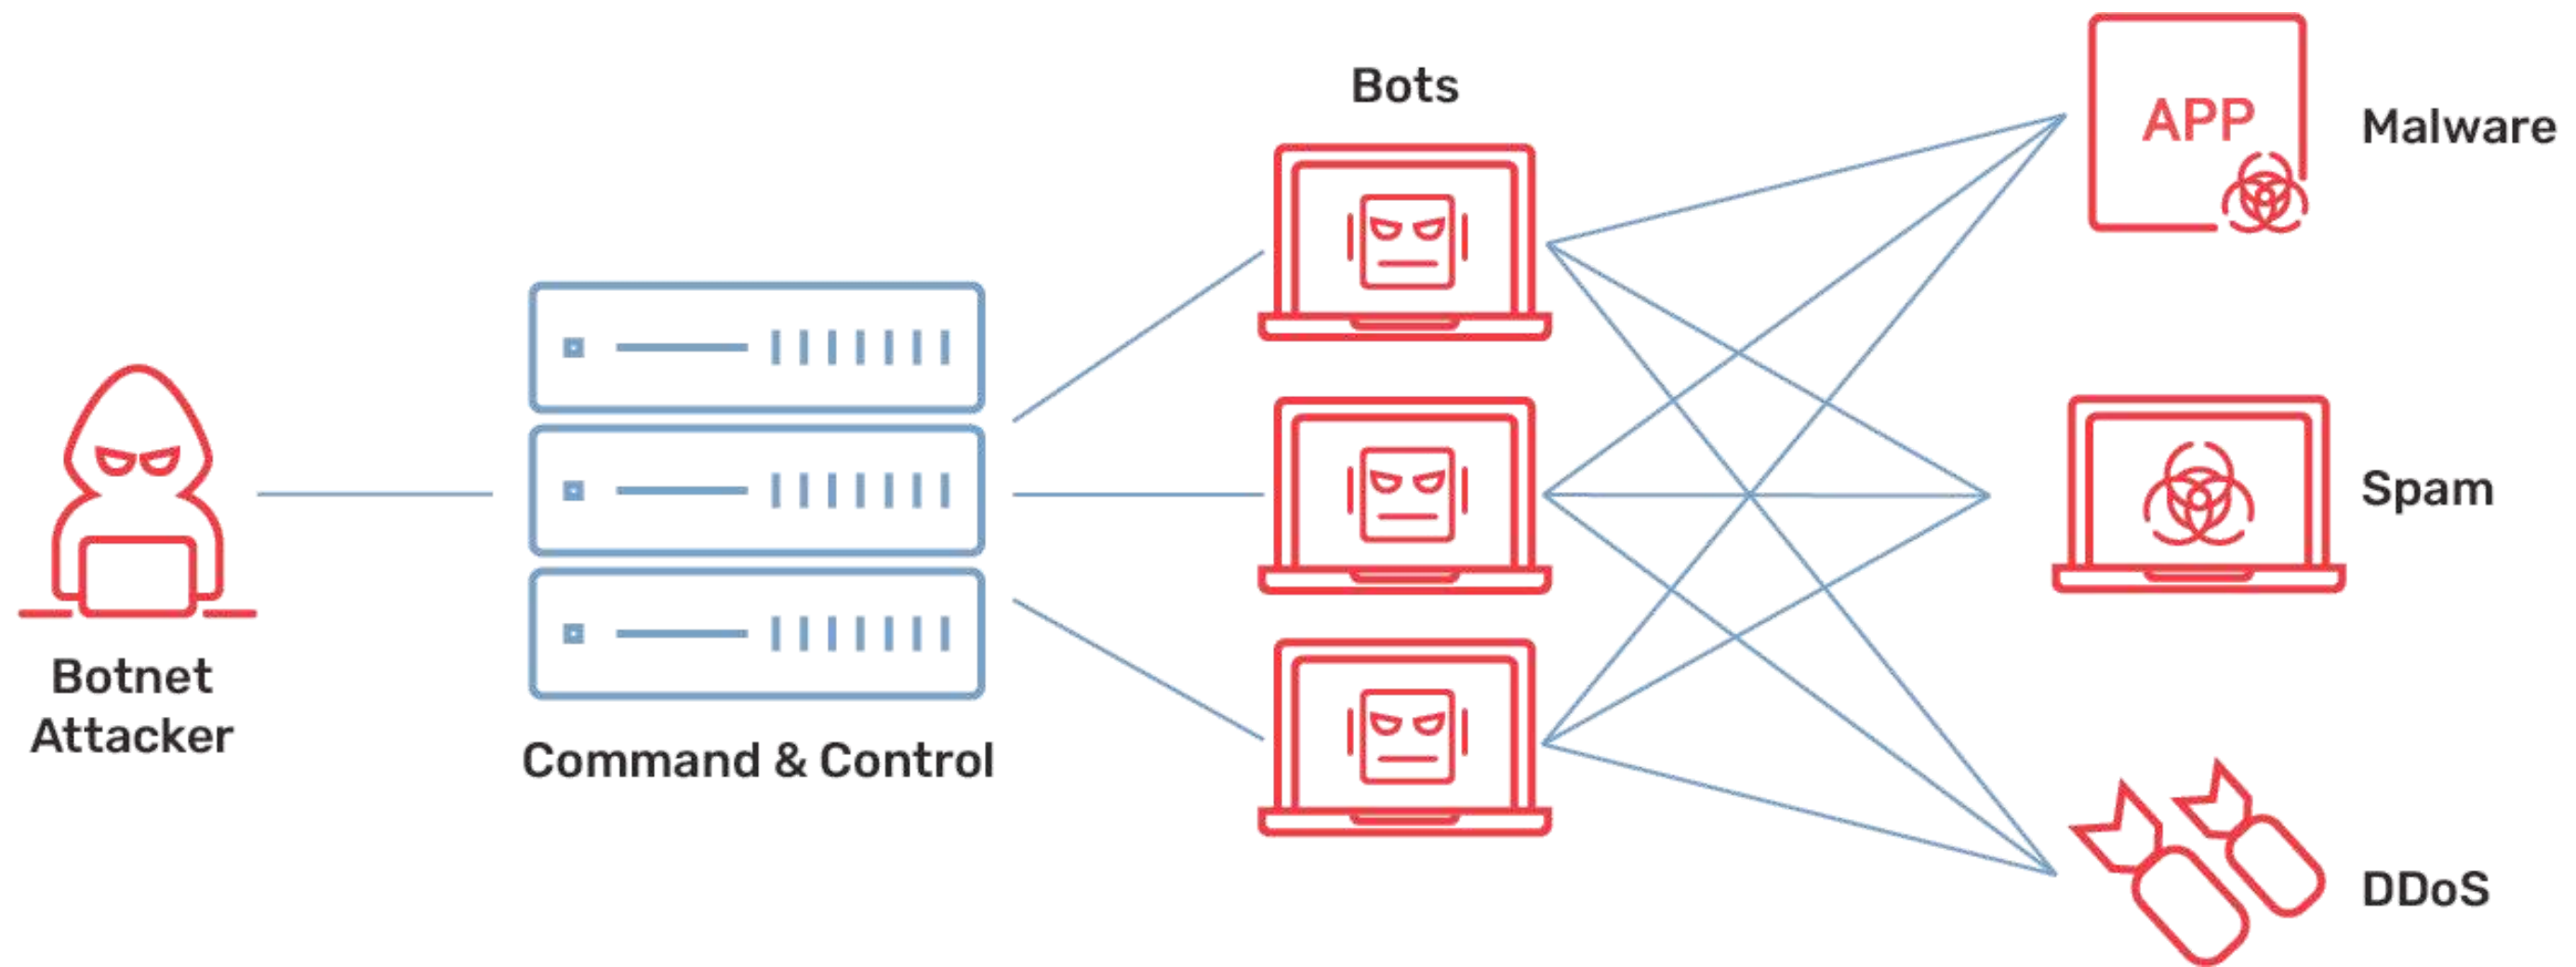 Bots
APP
Malware
Spam
Botnet
Attacker
Command & Control
DDoS